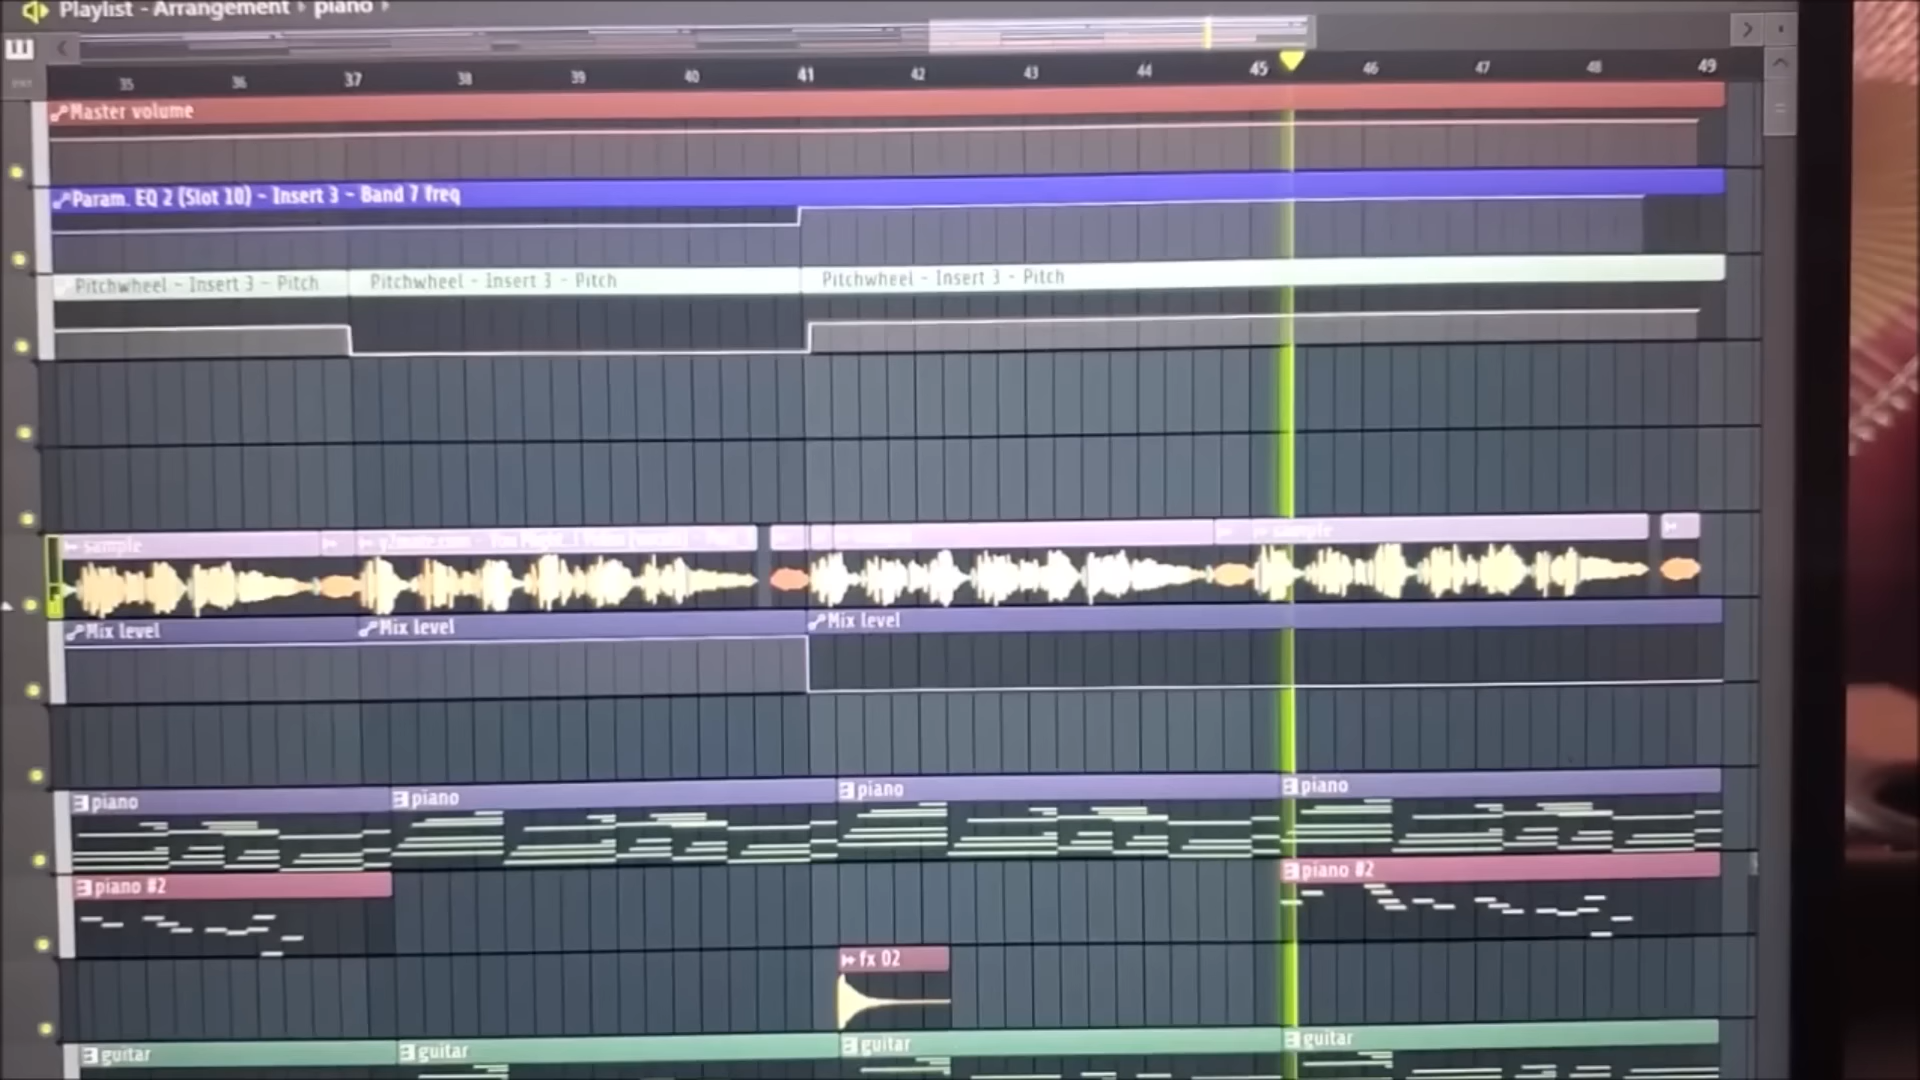 Playlist - Arrangement › piano ›
35 36 37 38 39 40 41 42 43 44 45 46 47 48 49
Master volume
Param. EQ 2 (Slot 10) - Insert 3 - Band 7 freq
Pitchwheel - Insert 3 - Pitch
Pitchwheel - Insert 3 - Pitch
Pitchwheel - Insert 3 - Pitch
sample
sample
Mix level
Mix level
Mix level
piano
piano
piano
piano
piano #2
piano #2
fx 02
guitar
guitar
guitar
guitar